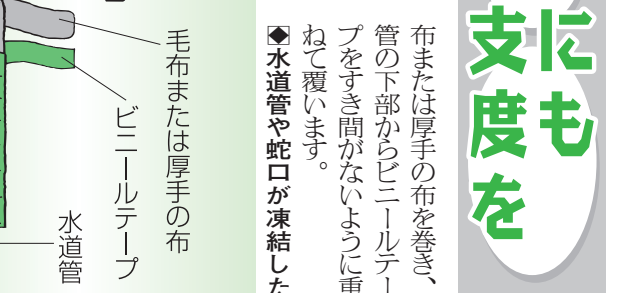 にも
支度を
布または厚手の布を巻き、
管の下部からビニールテー
プをすき間がないように重
ねて覆います。
◆水道管や蛇口が凍結した
毛布または厚手の布
ビニールテープ
水道管